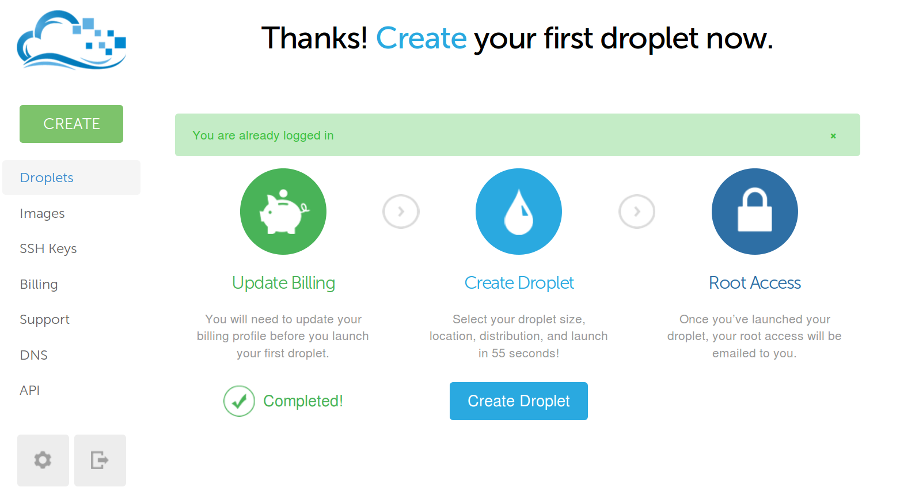 Thanks! Create your first droplet now.
CREATE
Droplets
Images
SSH Keys
Billing
Support
DNS
API
You are already logged in
×
Update Billing
You will need to update your
billing profile before you launch
your first droplet.
Completed!
Create Droplet
Select your droplet size,
location, distribution, and launch
in 55 seconds!
Create Droplet
Root Access
Once you've launched your
droplet, your root access will be
emailed to you.